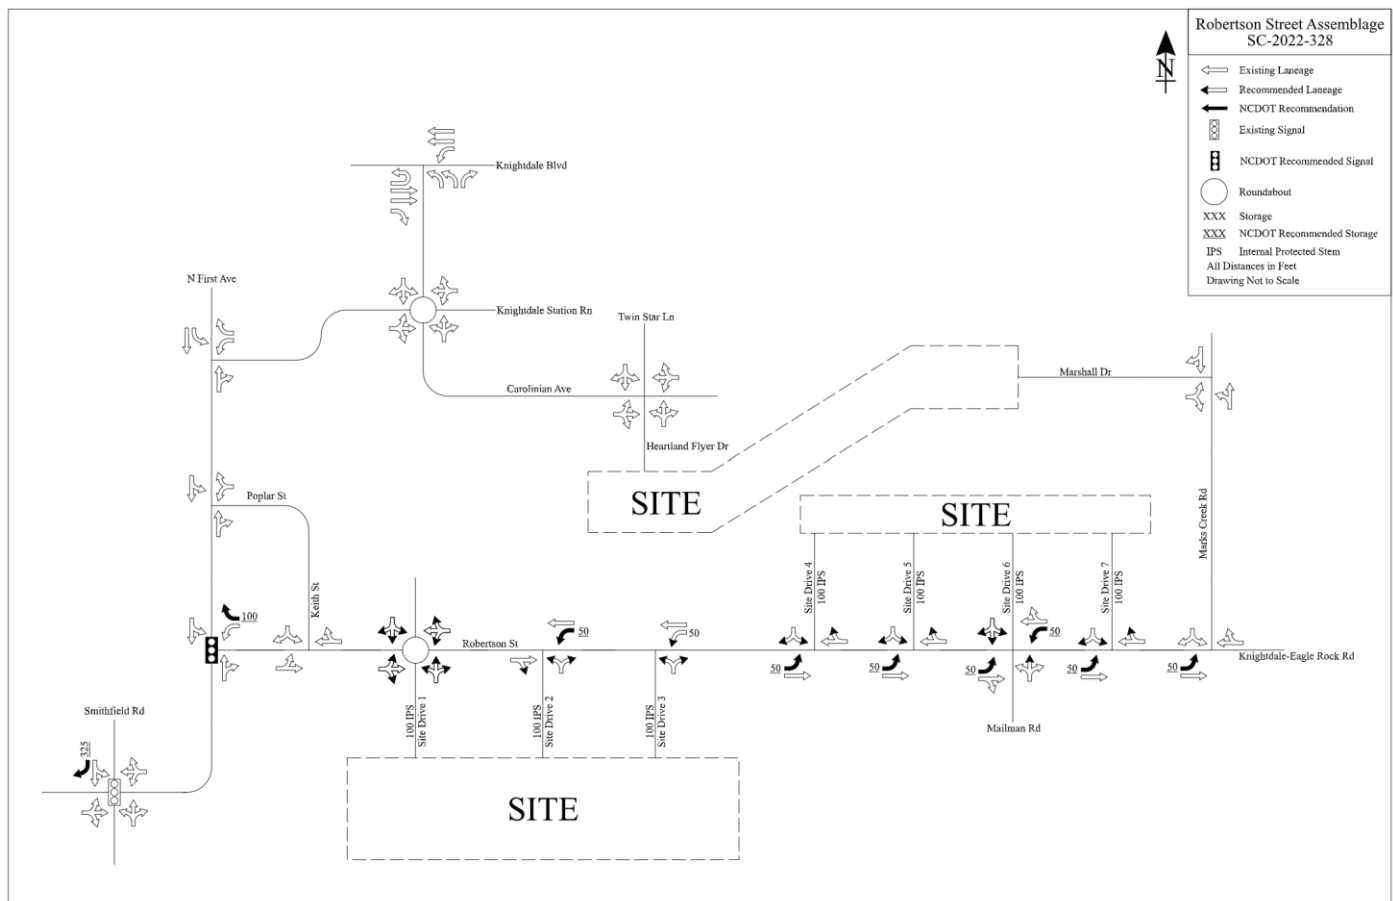 Robertson Street Assemblage
SC-2022-328
N
Existing Laneage
Recommended Laneage
NCDOT Recommendation
Existing Signal
NCDOT Recommended Signal
Roundabout
XXX Storage
XXX NCDOT Recommended Storage
IPS Internal Protected Stem
All Distances in Feet
Drawing Not to Scale
Knightdale Blvd
N First Ave
Knightdale Station Rn
Twin Star Ln
Marshall Dr
Carolinian Ave
Heartland Flyer Dr
Poplar St
SITE
SITE
Marks Creek Rd
Keith St
Site Drive 4
100 IPS
Site Drive 5
100 IPS
Site Drive 6
100 IPS
Site Drive 7
100 IPS
100
Robertson St
50
50
50
50
50
50
50
50
Knightdale-Eagle Rock Rd
100 IPS
Site Drive 1
100 IPS
Site Drive 2
100 IPS
Site Drive 3
Mailman Rd
Smithfield Rd
325
SITE